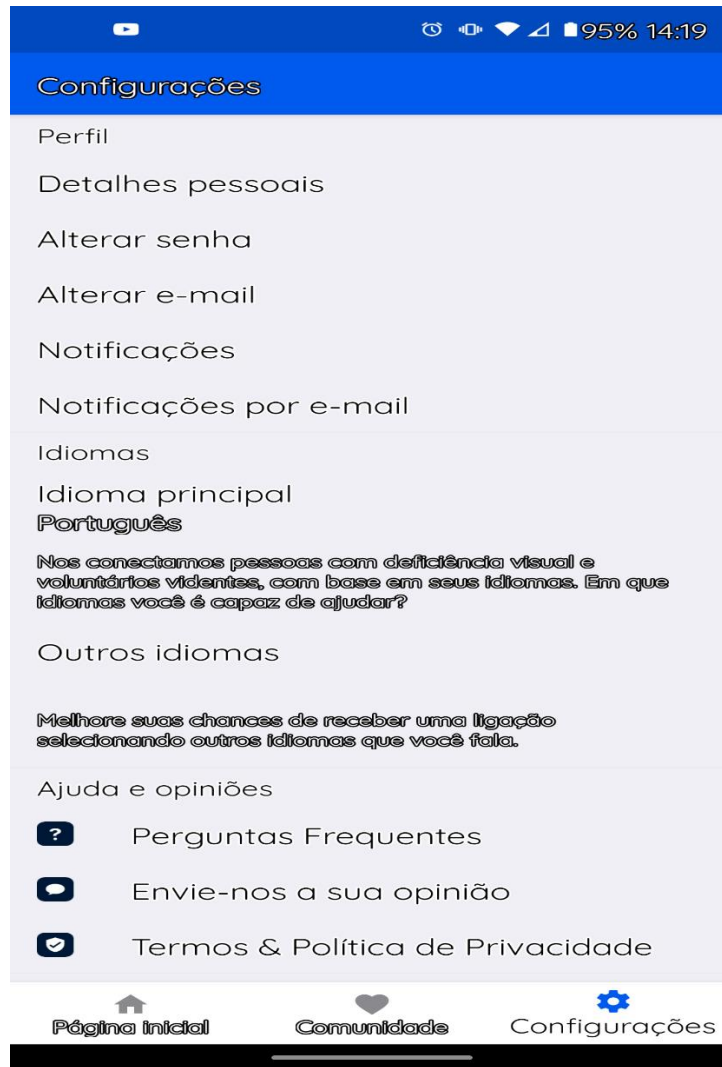 95% 14:19
Configurações
Perfil
Detalhes pessoais
Alterar senha
Alterar e-mail
Notificações
Notificações por e-mail
Idiomas
Idioma principal
Português
Nos conectamos pessoas com deficiência visual e
voluntários videntes, com base em seus idiomas. Em que
idiomas você é capaz de ajudar?
Outros idiomas
Melhore suas chances de receber uma ligação
selecionando outros idiomas que você fala.
Ajuda e opiniões
? Perguntas Frequentes
Envie-nos a sua opinião
Termos & Política de Privacidade
Página inicial Comunidade Configurações